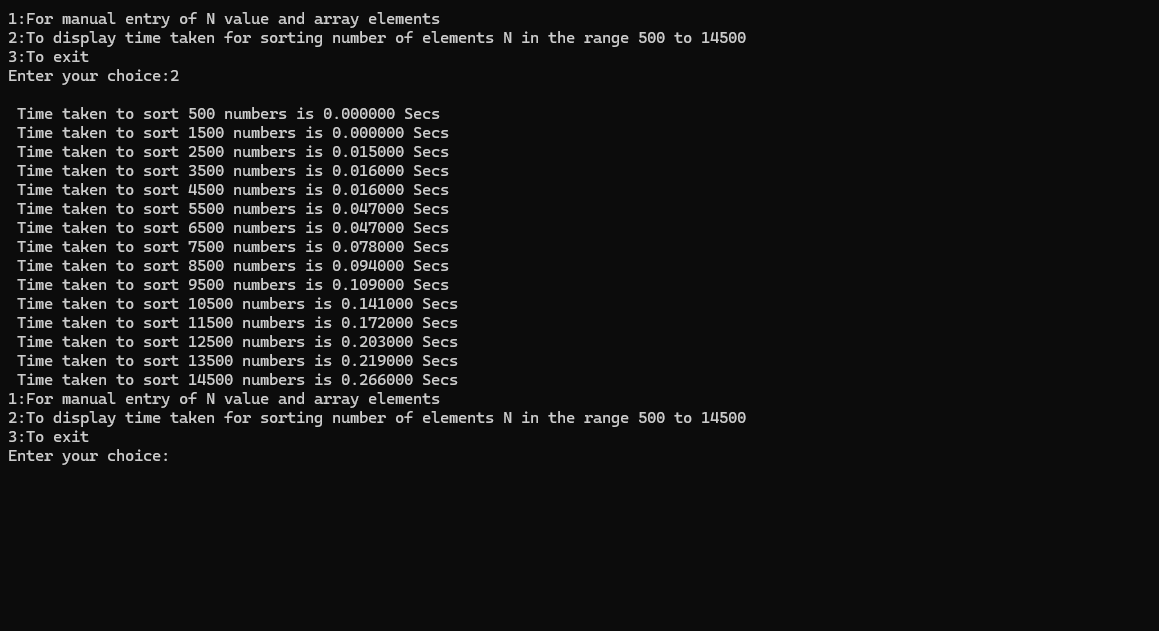 1:For manual entry of N value and array elements
2:To display time taken for sorting number of elements N in the range 500 to 14500
3:To exit
Enter your choice:2
Time taken to sort 500 numbers is 0.000000 Secs
Time taken to sort 1500 numbers is 0.000000 Secs
Time taken to sort 2500 numbers is 0.015000 Secs
Time taken to sort 3500 numbers is 0.016000 Secs
Time taken to sort 4500 numbers is 0.016000 Secs
Time taken to sort 5500 numbers is 0.047000 Secs
Time taken to sort 6500 numbers is 0.047000 Secs
Time taken to sort 7500 numbers is 0.078000 Secs
Time taken to sort 8500 numbers is 0.094000 Secs
Time taken to sort 9500 numbers is 0.109000 Secs
Time taken to sort 10500 numbers is 0.141000 Secs
Time taken to sort 11500 numbers is 0.172000 Secs
Time taken to sort 12500 numbers is 0.203000 Secs
Time taken to sort 13500 numbers is 0.219000 Secs
Time taken to sort 14500 numbers is 0.266000 Secs
1:For manual entry of N value and array elements
2:To display time taken for sorting number of elements N in the range 500 to 14500
3:To exit
Enter your choice: